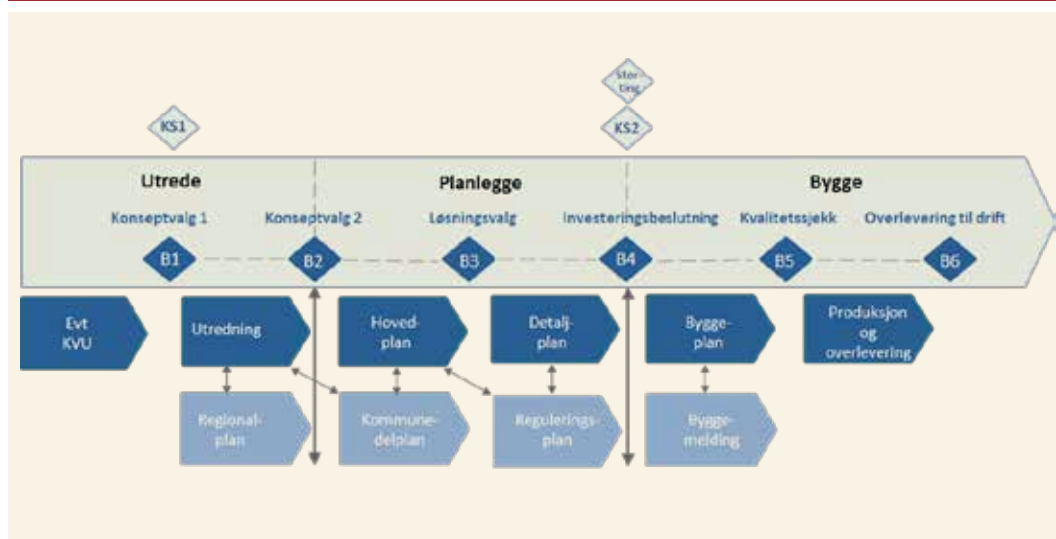 Stor-
ting
KS1
KS2
Utrede
Planlegge
Bygge
Konseptvalg 1
Konseptvalg 2
Løsningsvalg
Investeringsbeslutning
Kvalitetssjekk
Overlevering til drift
B1
B2
B3
B4
B5
B6
Evt
KVU
Utredning
Hoved-
plan
Detalj-
plan
Bygge-
plan
Produksjon
og
overlevering
Regional-
plan
Kommune-
delplan
Regulerings-
plan
Bygge-
melding